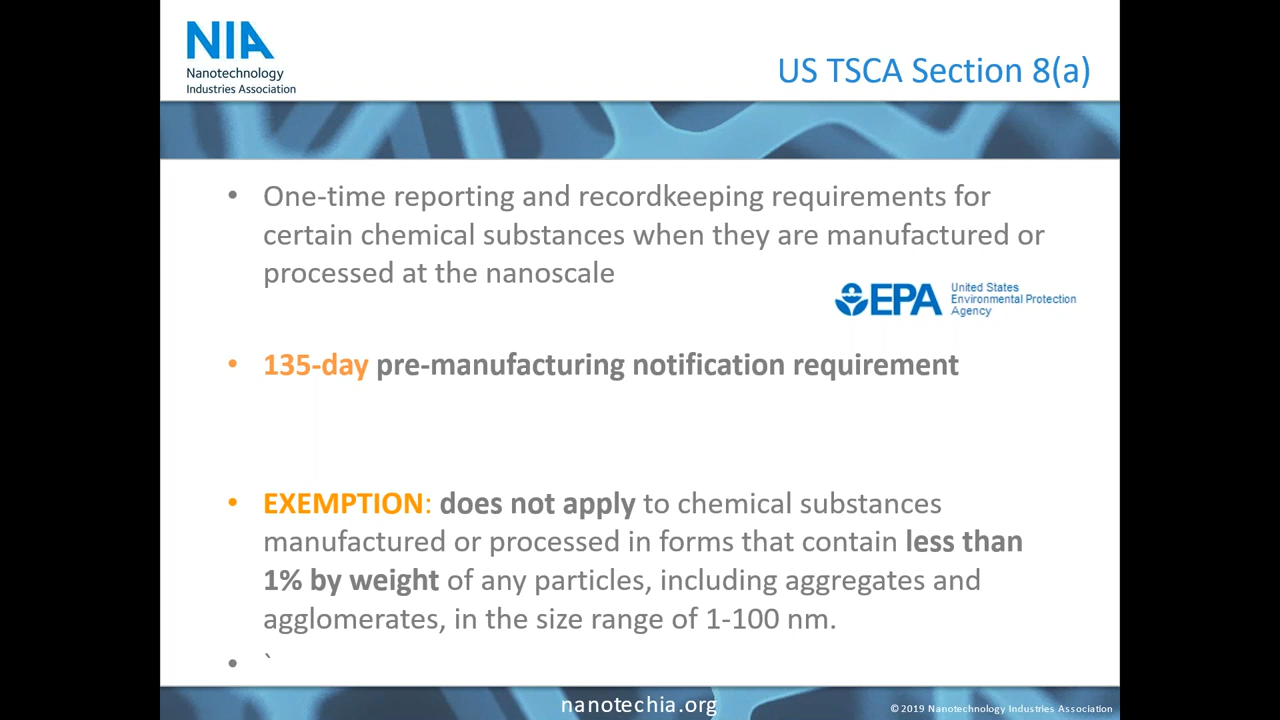 NIA
Nanotechnology
Industries Association
US TSCA Section 8(a)
• One-time reporting and recordkeeping requirements for
certain chemical substances when they are manufactured or
processed at the nanoscale
EPA
United States
Environmental Protection
Agency
• 135-day pre-manufacturing notification requirement
• EXEMPTION: does not apply to chemical substances
manufactured or processed in forms that contain less than
1% by weight of any particles, including aggregates and
agglomerates, in the size range of 1-100 nm.
• `
nanotechia.org
© 2019 Nanotechnology Industries Association